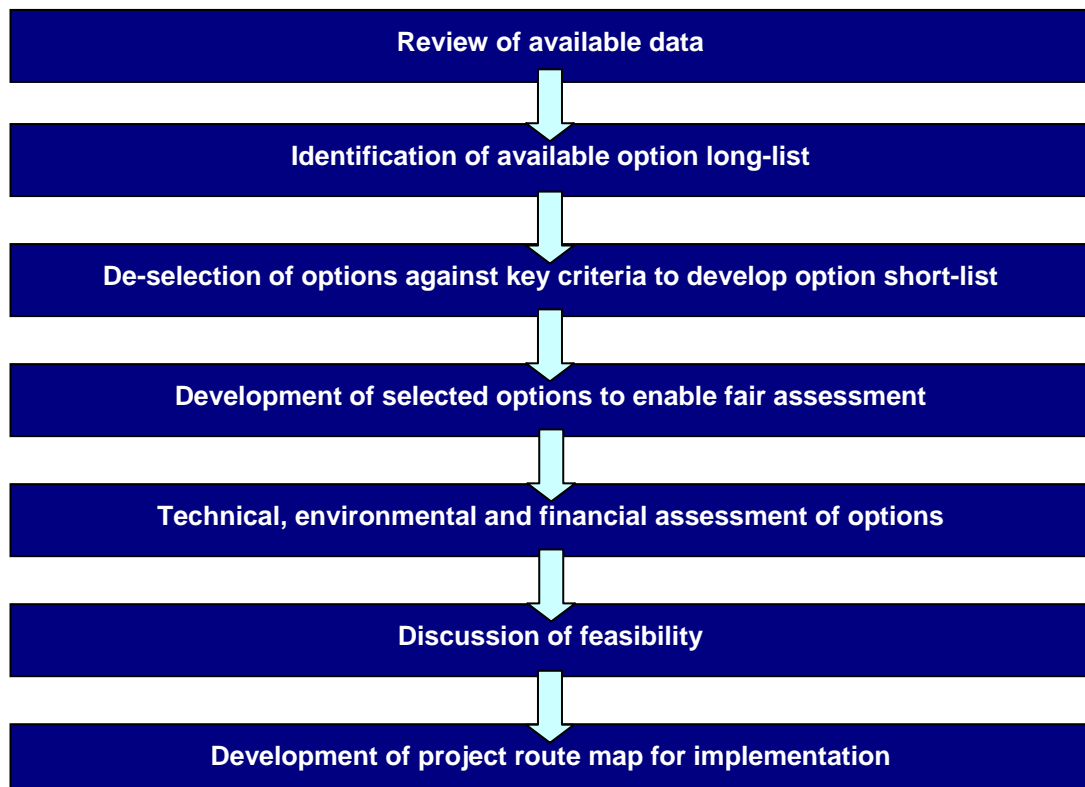 Review of available data
Identification of available option long-list
De-selection of options against key criteria to develop option short-list
Development of selected options to enable fair assessment
Technical, environmental and financial assessment of options
Discussion of feasibility
Development of project route map for implementation